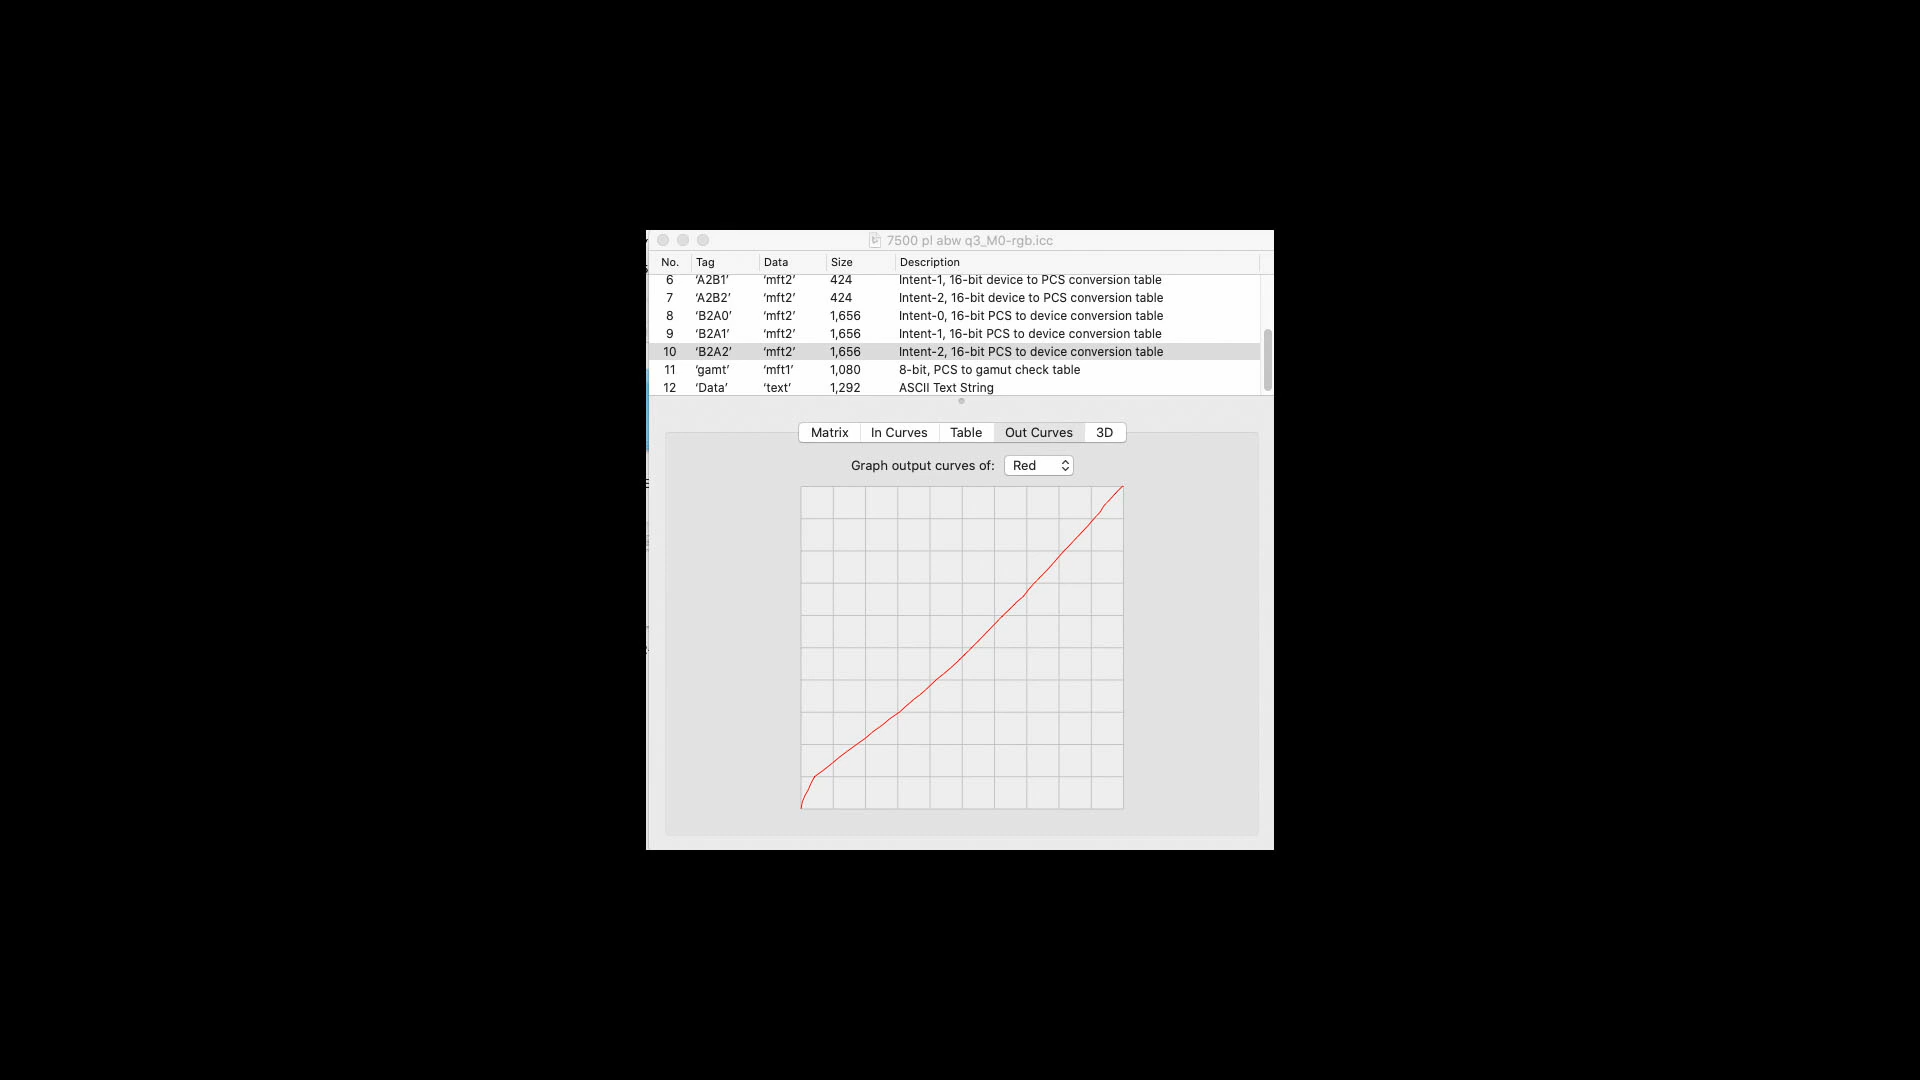 7500 pl abw q3_M0-rgb.icc
No. Tag Data Size Description
6 ‘A2B1’ ‘mft2’ 424 Intent-1, 16-bit device to PCS conversion table
7 ‘A2B2’ ‘mft2’ 424 Intent-2, 16-bit device to PCS conversion table
8 ‘B2A0’ ‘mft2’ 1,656 Intent-0, 16-bit PCS to device conversion table
9 ‘B2A1’ ‘mft2’ 1,656 Intent-1, 16-bit PCS to device conversion table
10 ‘B2A2’ ‘mft2’ 1,656 Intent-2, 16-bit PCS to device conversion table
11 ‘gamt’ ‘mft1’ 1,080 8-bit, PCS to gamut check table
12 ‘Data’ ‘text’ 1,292 ASCII Text String
Matrix In Curves Table Out Curves 3D
Graph output curves of: Red